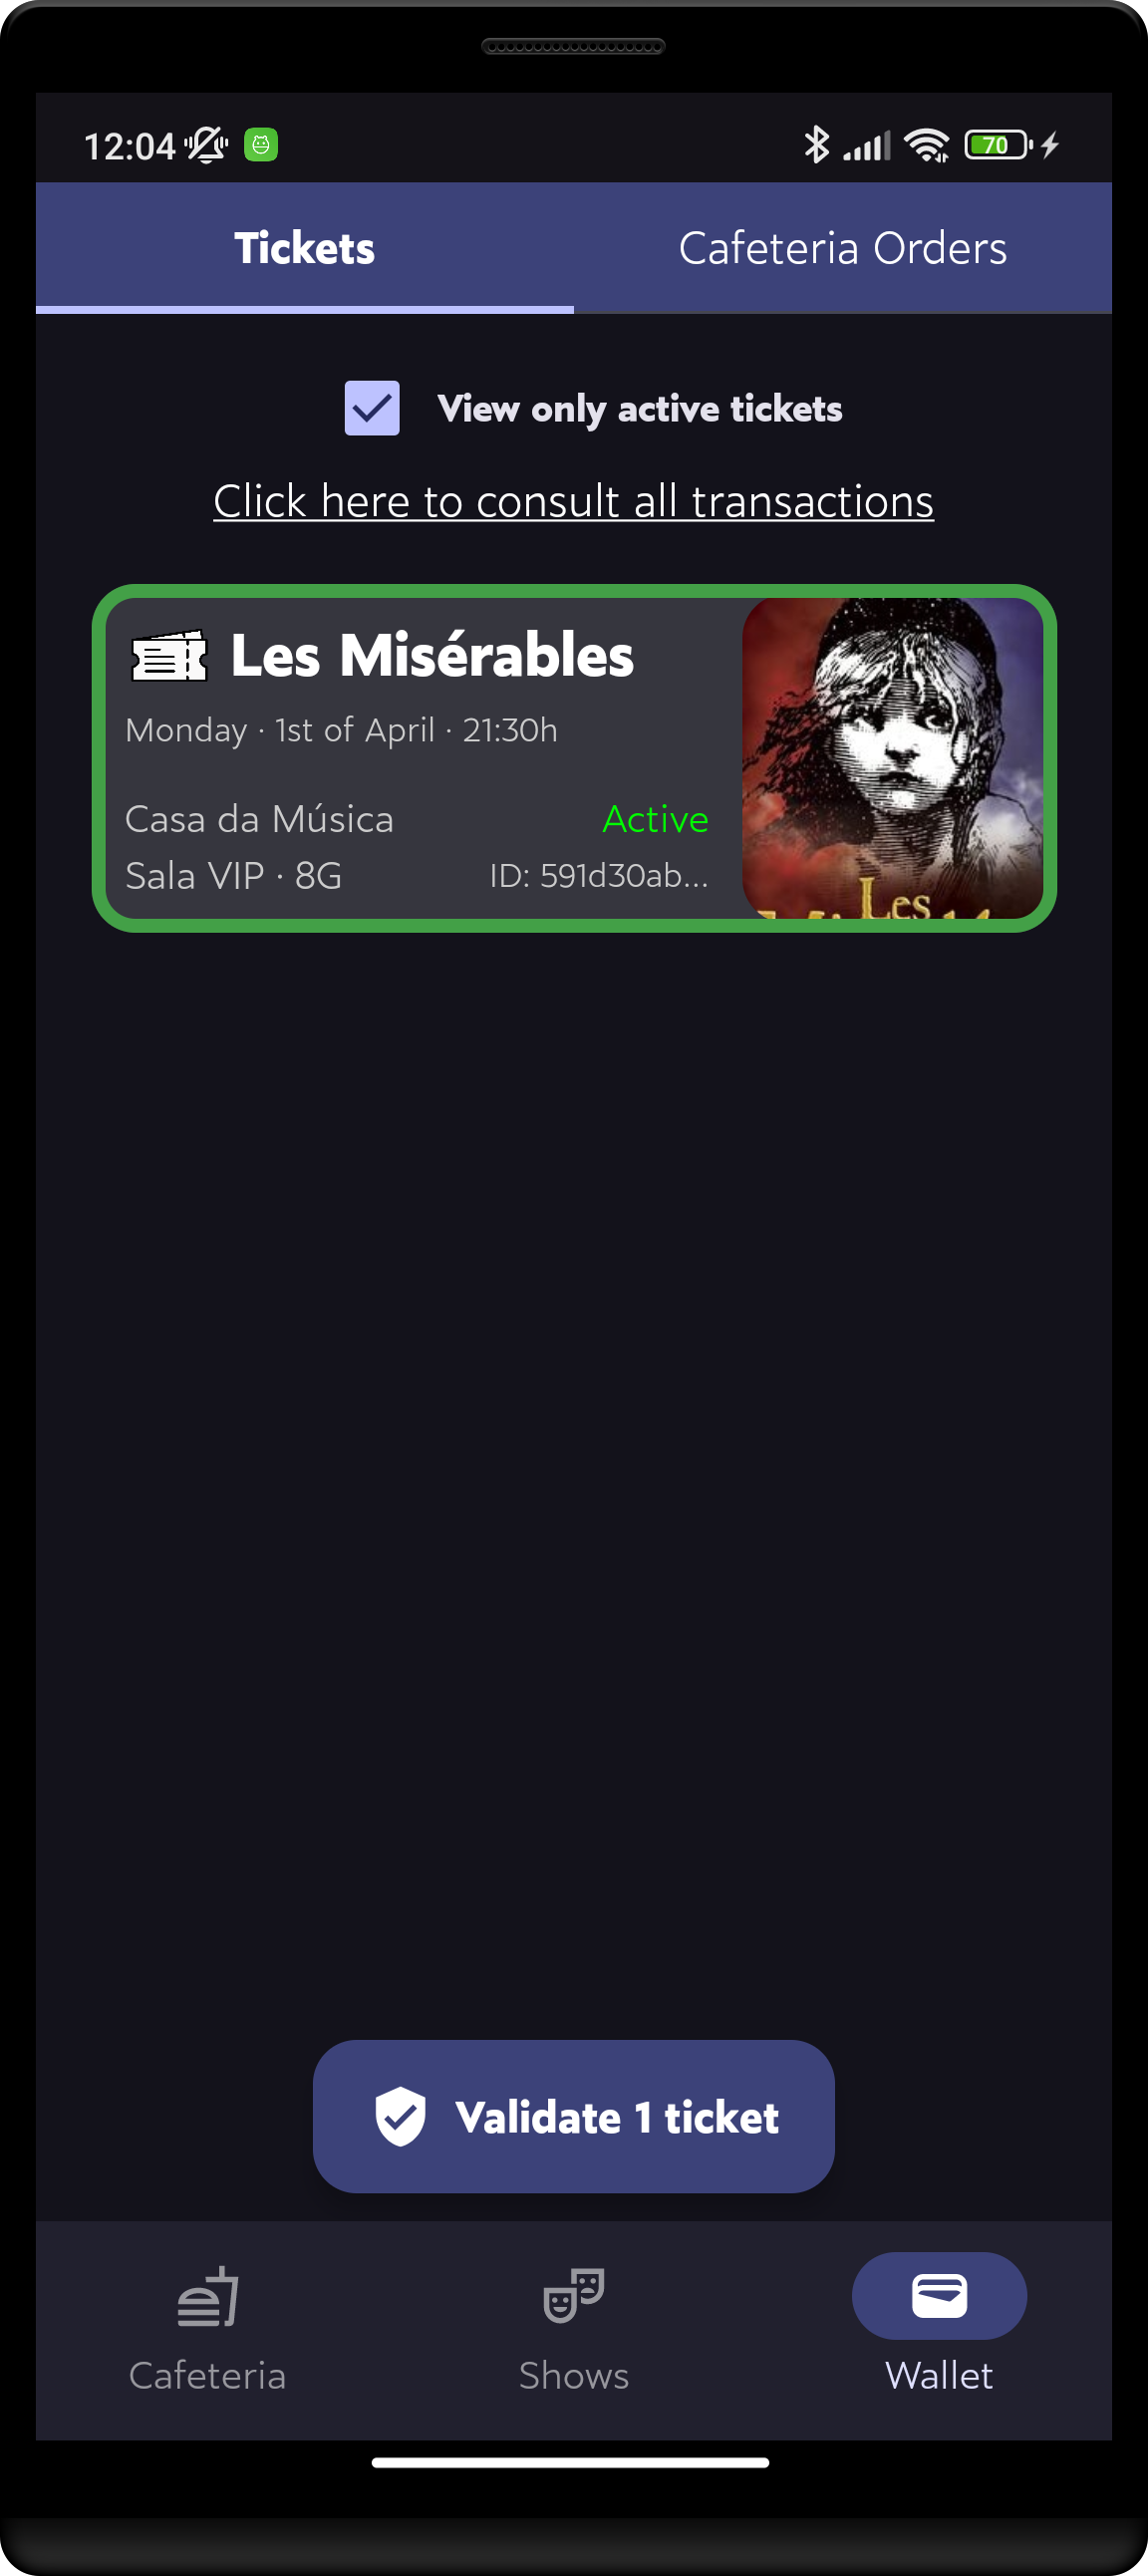 12:04
70
Tickets
Cafeteria Orders
View only active tickets
Click here to consult all transactions
Les Misérables
Monday · 1st of April · 21:30h
Casa da Música
Active
Sala VIP · 8G
ID: 591d30ab...
Les
Validate 1 ticket
Cafeteria
Shows
Wallet